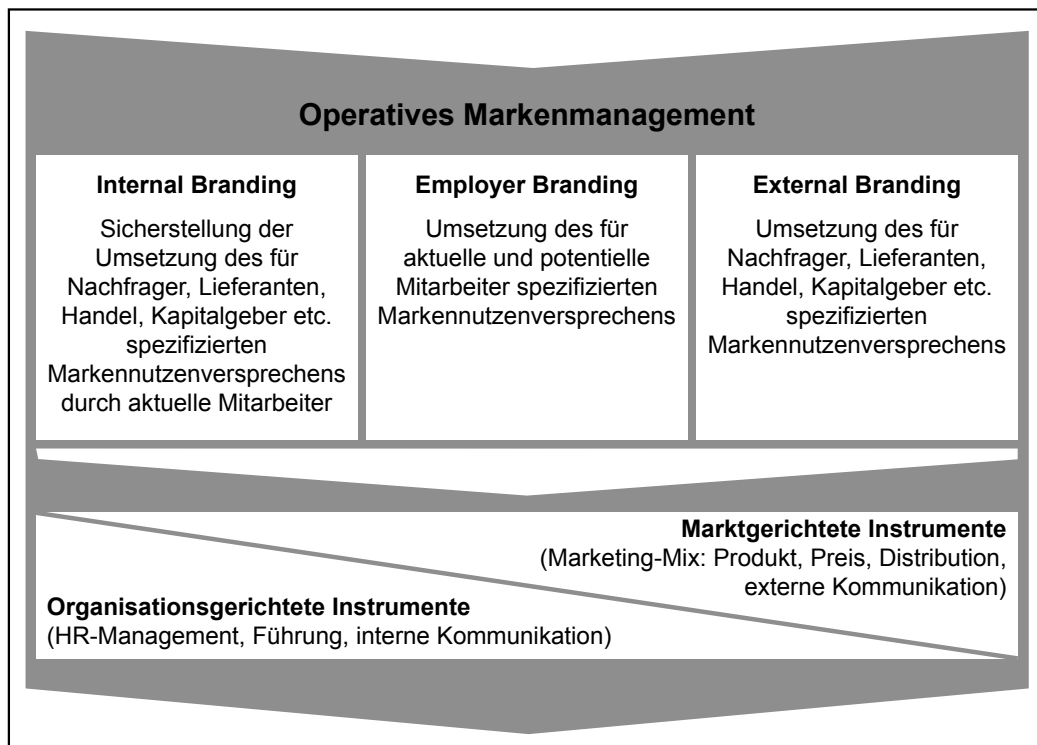 Operatives Markenmanagement
Internal Branding
Sicherstellung der
Umsetzung des für
Nachfrager, Lieferanten,
Handel, Kapitalgeber etc.
spezifizierten
Markennutzenversprechens
durch aktuelle Mitarbeiter
Employer Branding
Umsetzung des für
aktuelle und potentielle
Mitarbeiter spezifizierten
Markennutzenversprechens
External Branding
Umsetzung des für
Nachfrager, Lieferanten,
Handel, Kapitalgeber etc.
spezifizierten
Markennutzenversprechens
Marktgerichtete Instrumente
(Marketing-Mix: Produkt, Preis, Distribution,
externe Kommunikation)
Organisationsgerichtete Instrumente
(HR-Management, Führung, interne Kommunikation)